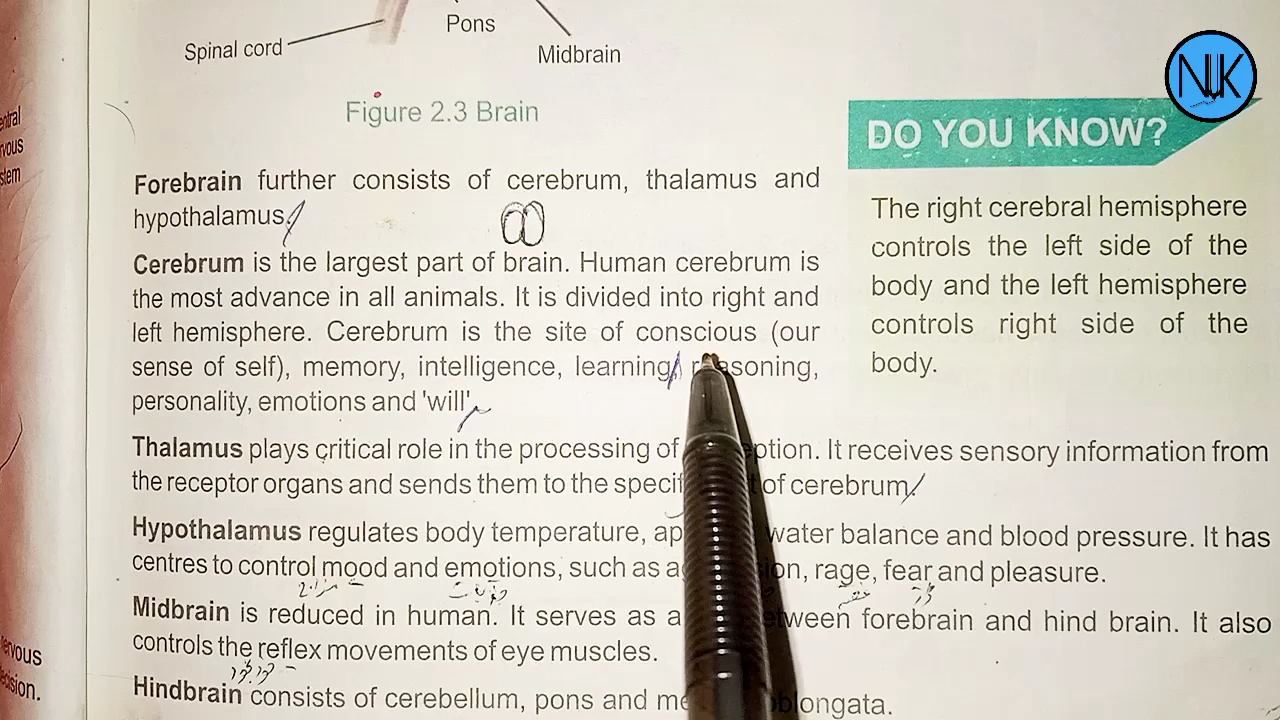 Pons
Spinal cord
Midbrain
Figure 2.3 Brain
NJK
DO YOU KNOW?
The right cerebral hemisphere
controls the left side of the
body and the left hemisphere
controls right side of the
body.
Forebrain further consists of cerebrum, thalamus and
hypothalamus.
Cerebrum is the largest part of brain. Human cerebrum is
the most advance in all animals. It is divided into right and
left hemisphere. Cerebrum is the site of conscious (our
sense of self), memory, intelligence, learning, reasoning,
personality, emotions and 'will'
Thalamus plays critical role in the processing of It receives sensory information from
the receptor organs and sends them to the of cerebrum.
Hypothalamus regulates body temperature, water balance and blood pressure. It has
centres to control mood and emotions, such as rage, fear and pleasure.
Midbrain is reduced in human. It serves as a forebrain and hind brain. It also
controls the reflex movements of eye muscles.
Hindbrain consists of cerebellum, pons and